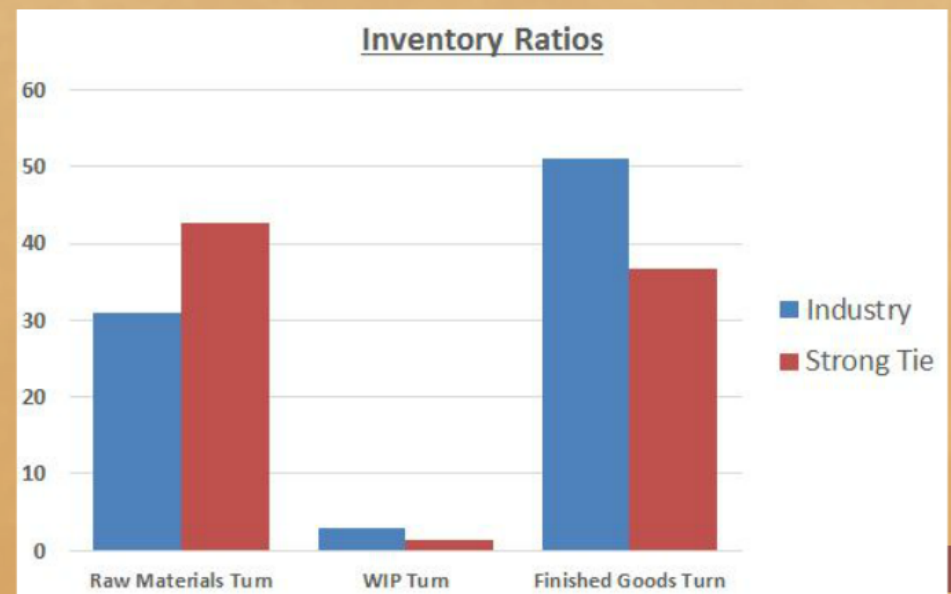 Inventory Ratios
60
50
40
30
20
10
0
Raw Materials Turn WIP Turn Finished Goods Turn
Industry
Strong Tie